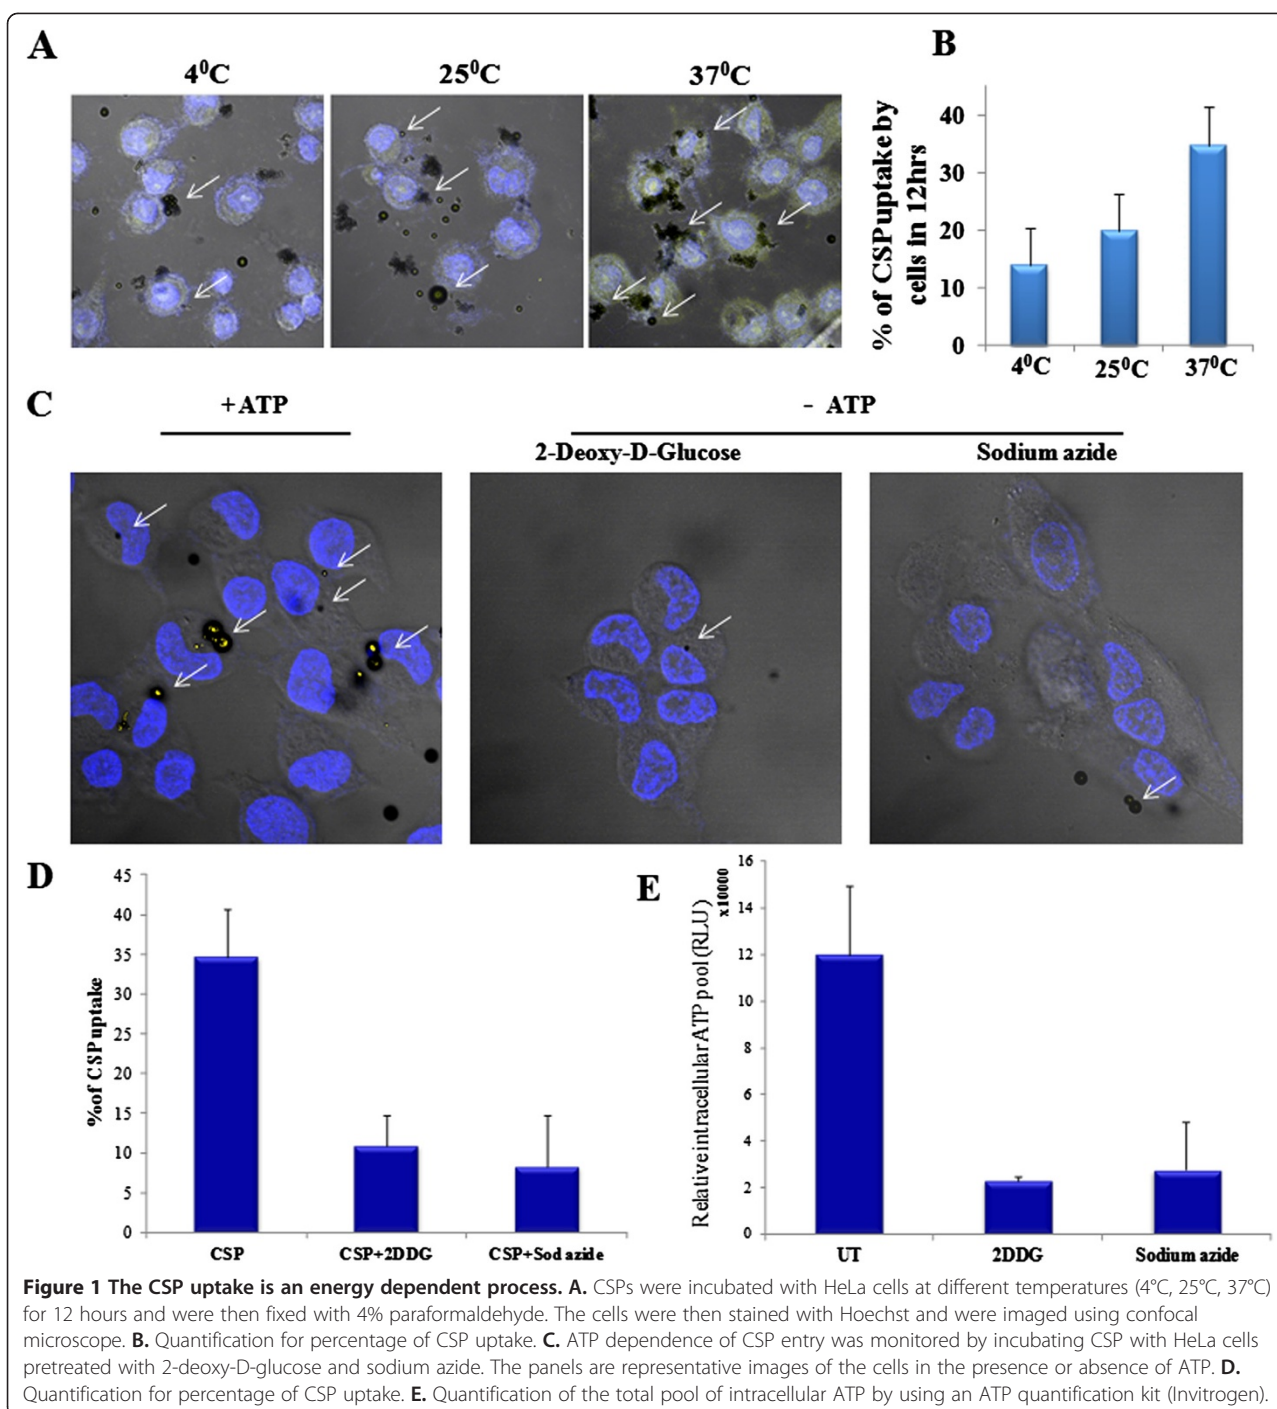 A
4⁰C 25⁰C 37⁰C
B
% of CSP uptake by
cells in 12hrs
40
30
20
10
0
4⁰C 25⁰C 37⁰C
C
+ATP - ATP
2-Deoxy-D-Glucose Sodium azide
D
%of CSP uptake
45
40
35
30
25
20
15
10
5
0
CSP CSP+2DDG CSP+Sod azide
E
Relative intracellular ATP pool (RLU)
x10000
16
14
12
10
8
6
4
2
0
UT 2DDG Sodium azide
Figure 1 The CSP uptake is an energy dependent process. A. CSPs were incubated with HeLa cells at different temperatures (4°C, 25°C, 37°C)
for 12 hours and were then fixed with 4% paraformaldehyde. The cells were then stained with Hoechst and were imaged using confocal
microscope. B. Quantification for percentage of CSP uptake. C. ATP dependence of CSP entry was monitored by incubating CSP with HeLa cells
pretreated with 2-deoxy-D-glucose and sodium azide. The panels are representative images of the cells in the presence or absence of ATP. D.
Quantification for percentage of CSP uptake. E. Quantification of the total pool of intracellular ATP by using an ATP quantification kit (Invitrogen).